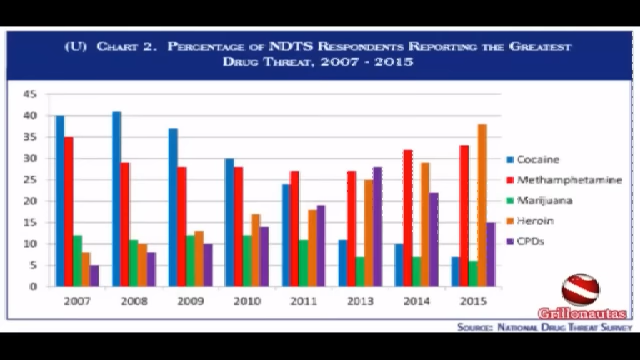 (U) CHART 2. PERCENTAGE OF NDTS RESPONDENTS REPORTING THE GREATEST
DRUG THREAT, 2007 - 2015
45
40
35
30
25
20
15
10
5
0
2007 2008 2009 2010 2011 2013 2014 2015
Cocaine
Methamphetamine
Marijuana
Heroin
CPDs
Grillonautas
SOURCE: NATIONAL DRUG THREAT SURVEY